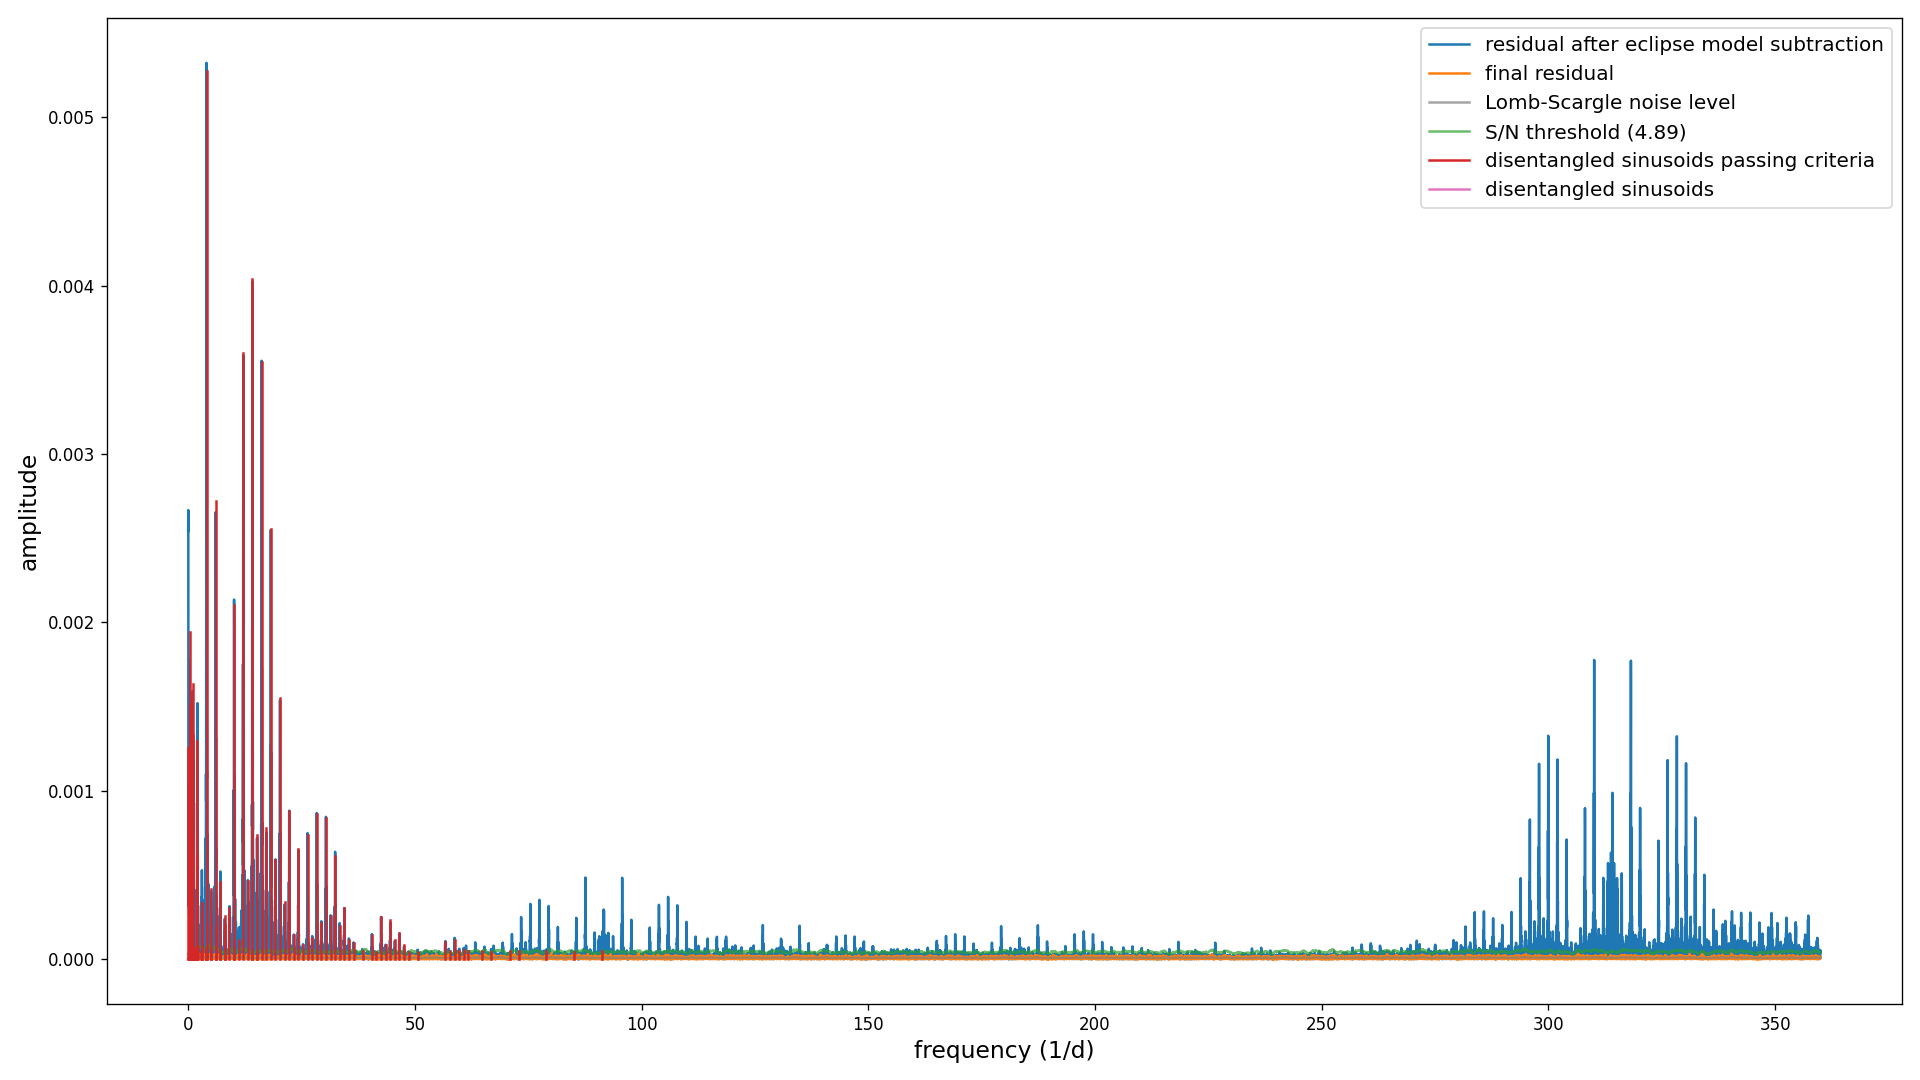 residual after eclipse model subtraction
final residual
Lomb-Scargle noise level
S/N threshold (4.89)
disentangled sinusoids passing criteria
disentangled sinusoids
0.005
0.004
0.003
0.002
0.001
0.000
amplitude
0 50 100 150 200 250 300 350
frequency (1/d)